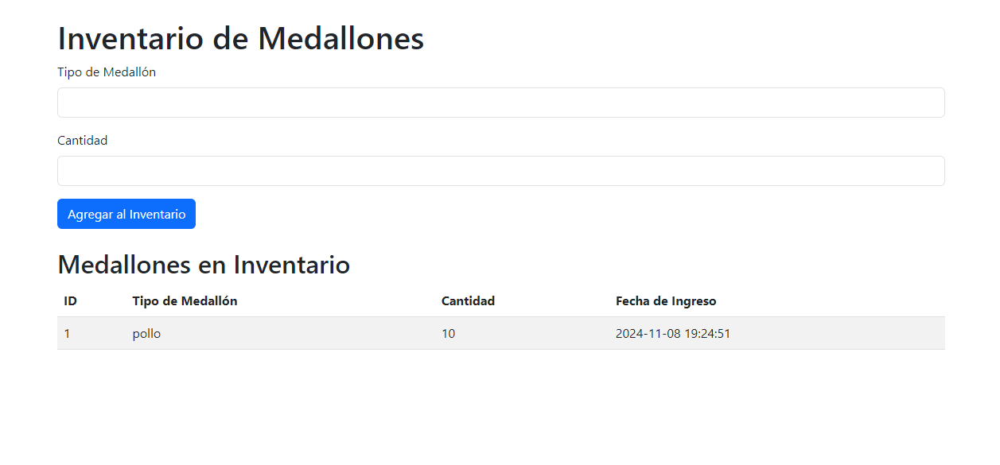 Inventario de Medallones
Tipo de Medallón
Cantidad
Agregar al Inventario
Medallones en Inventario
ID Tipo de Medallón Cantidad Fecha de Ingreso
1 pollo 10 2024-11-08 19:24:51